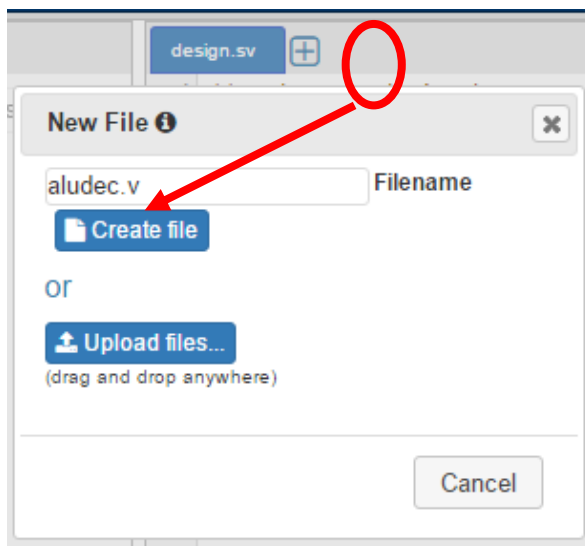 design.sv
New File
aludec.v Filename
Create file
or
Upload files...
(drag and drop anywhere)
Cancel